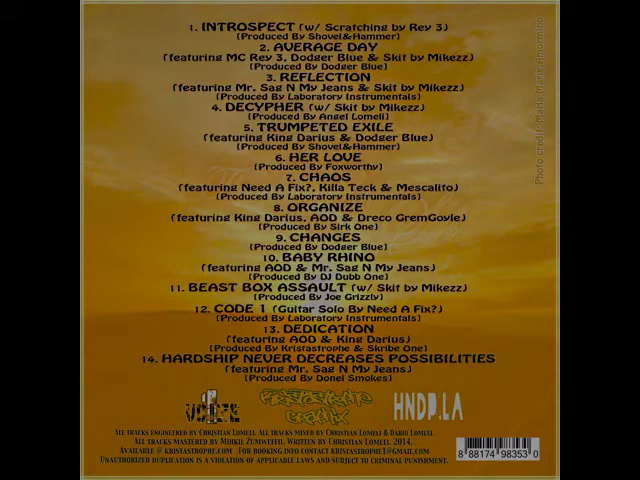 1. INTROSPECT (w/ Scratching by Rey 3)
[Produced By Shovel&Hammer]
2. AVERAGE DAY
(featuring MC Rey 3, Dodger Blue & Skit by Mikezz)
[Produced By Dodger Blue]
3. REFLECTION
(featuring Mr. Sag N My Jeans & Skit by Mikezz)
[Produced By Laboratory Instrumentals]
4. DECYPHER (w/ Skit by Mikezz)
[Produced By Angel Lomeli]
5. TRUMPETED EXILE
(featuring King Darius & Dodger Blue)
[Produced By Shovel&Hammer]
6. HER LOVE
[Produced By Foxworthy]
7. CHAOS
(featuring Need A Fix?, Killa Teck & Mescalito)
[Produced By Laboratory Instrumentals]
8. ORGANIZE
(featuring King Darius, AOD & Dreco GremGoyle)
[Produced By Sirk One]
9. CHANGES
[Produced By Dodger Blue]
10. BABY RHINO
(featuring AOD & Mr. Sag N My Jeans)
[Produced By DJ Dubb One]
11. BEAST BOX ASSAULT (w/ Skit by Mikezz)
[Produced By Joe Grizzly]
12. CODE 1 (Guitar Solo By Need A Fix?)
[Produced By Laboratory Instrumentals]
13. DEDICATION
(featuring AOD & King Darius)
[Produced By Kristastrophe & Skribe One]
14. HARDSHIP NEVER DECREASES POSSIBILITIES
(featuring Mr. Sag N My Jeans)
[Produced By Donel Smokes]
HNDP.LA
All tracks engineered by Christian Lomeli. All tracks mixed by Christian Lomeli & Dario Lomeli.
All tracks mastered by Mihku Zumweffil. Written by Christian Lomeli. 2014.
Available @ kristastrophe.com For booking info contact kristastrophe1@gmail.com
Unauthorized duplication is a violation of applicable laws and subject to criminal punishment.
8 88174 98353 0
Photo credit: Maria Marie Amormino